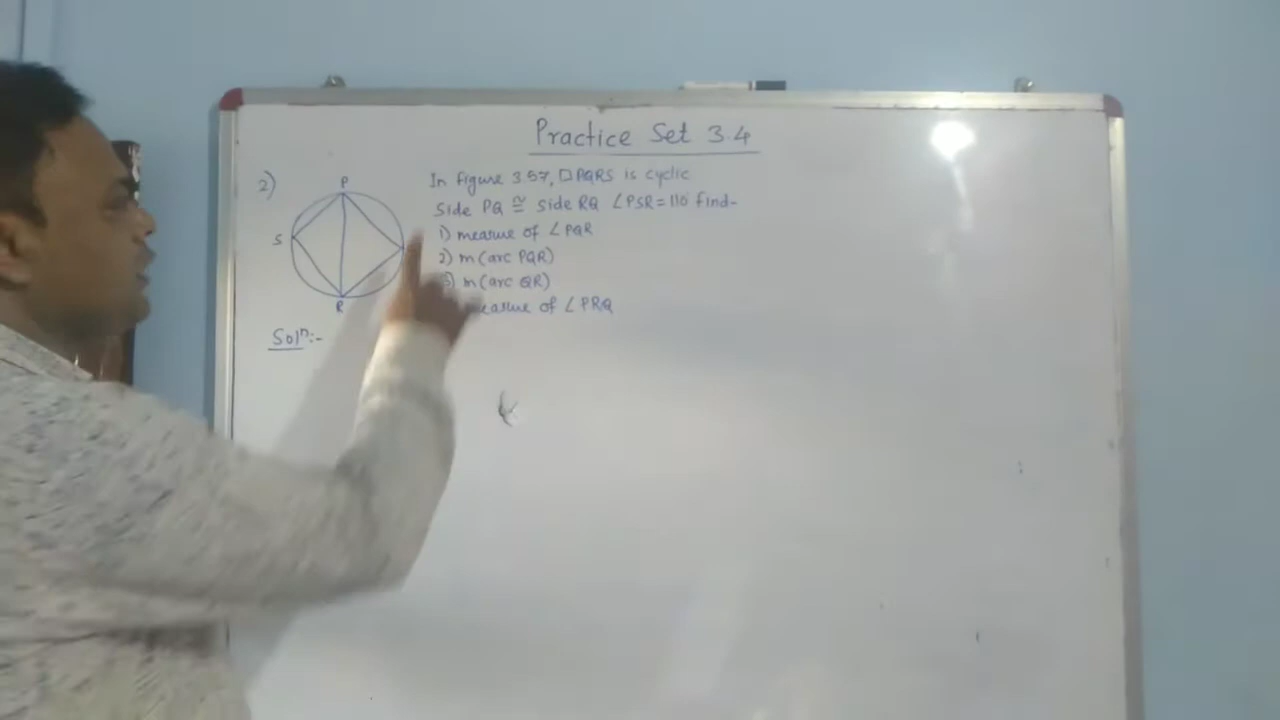 Practice Set 3.4
2)
In figure 3.57, □PQRS is cyclic
Side PQ ≅ side RQ ∠PSR = 110° find-
1) measure of ∠PQR
2) m(arc PQR)
3) m(arc QR)
of ∠PRQ
P
S
R
Solⁿ:-